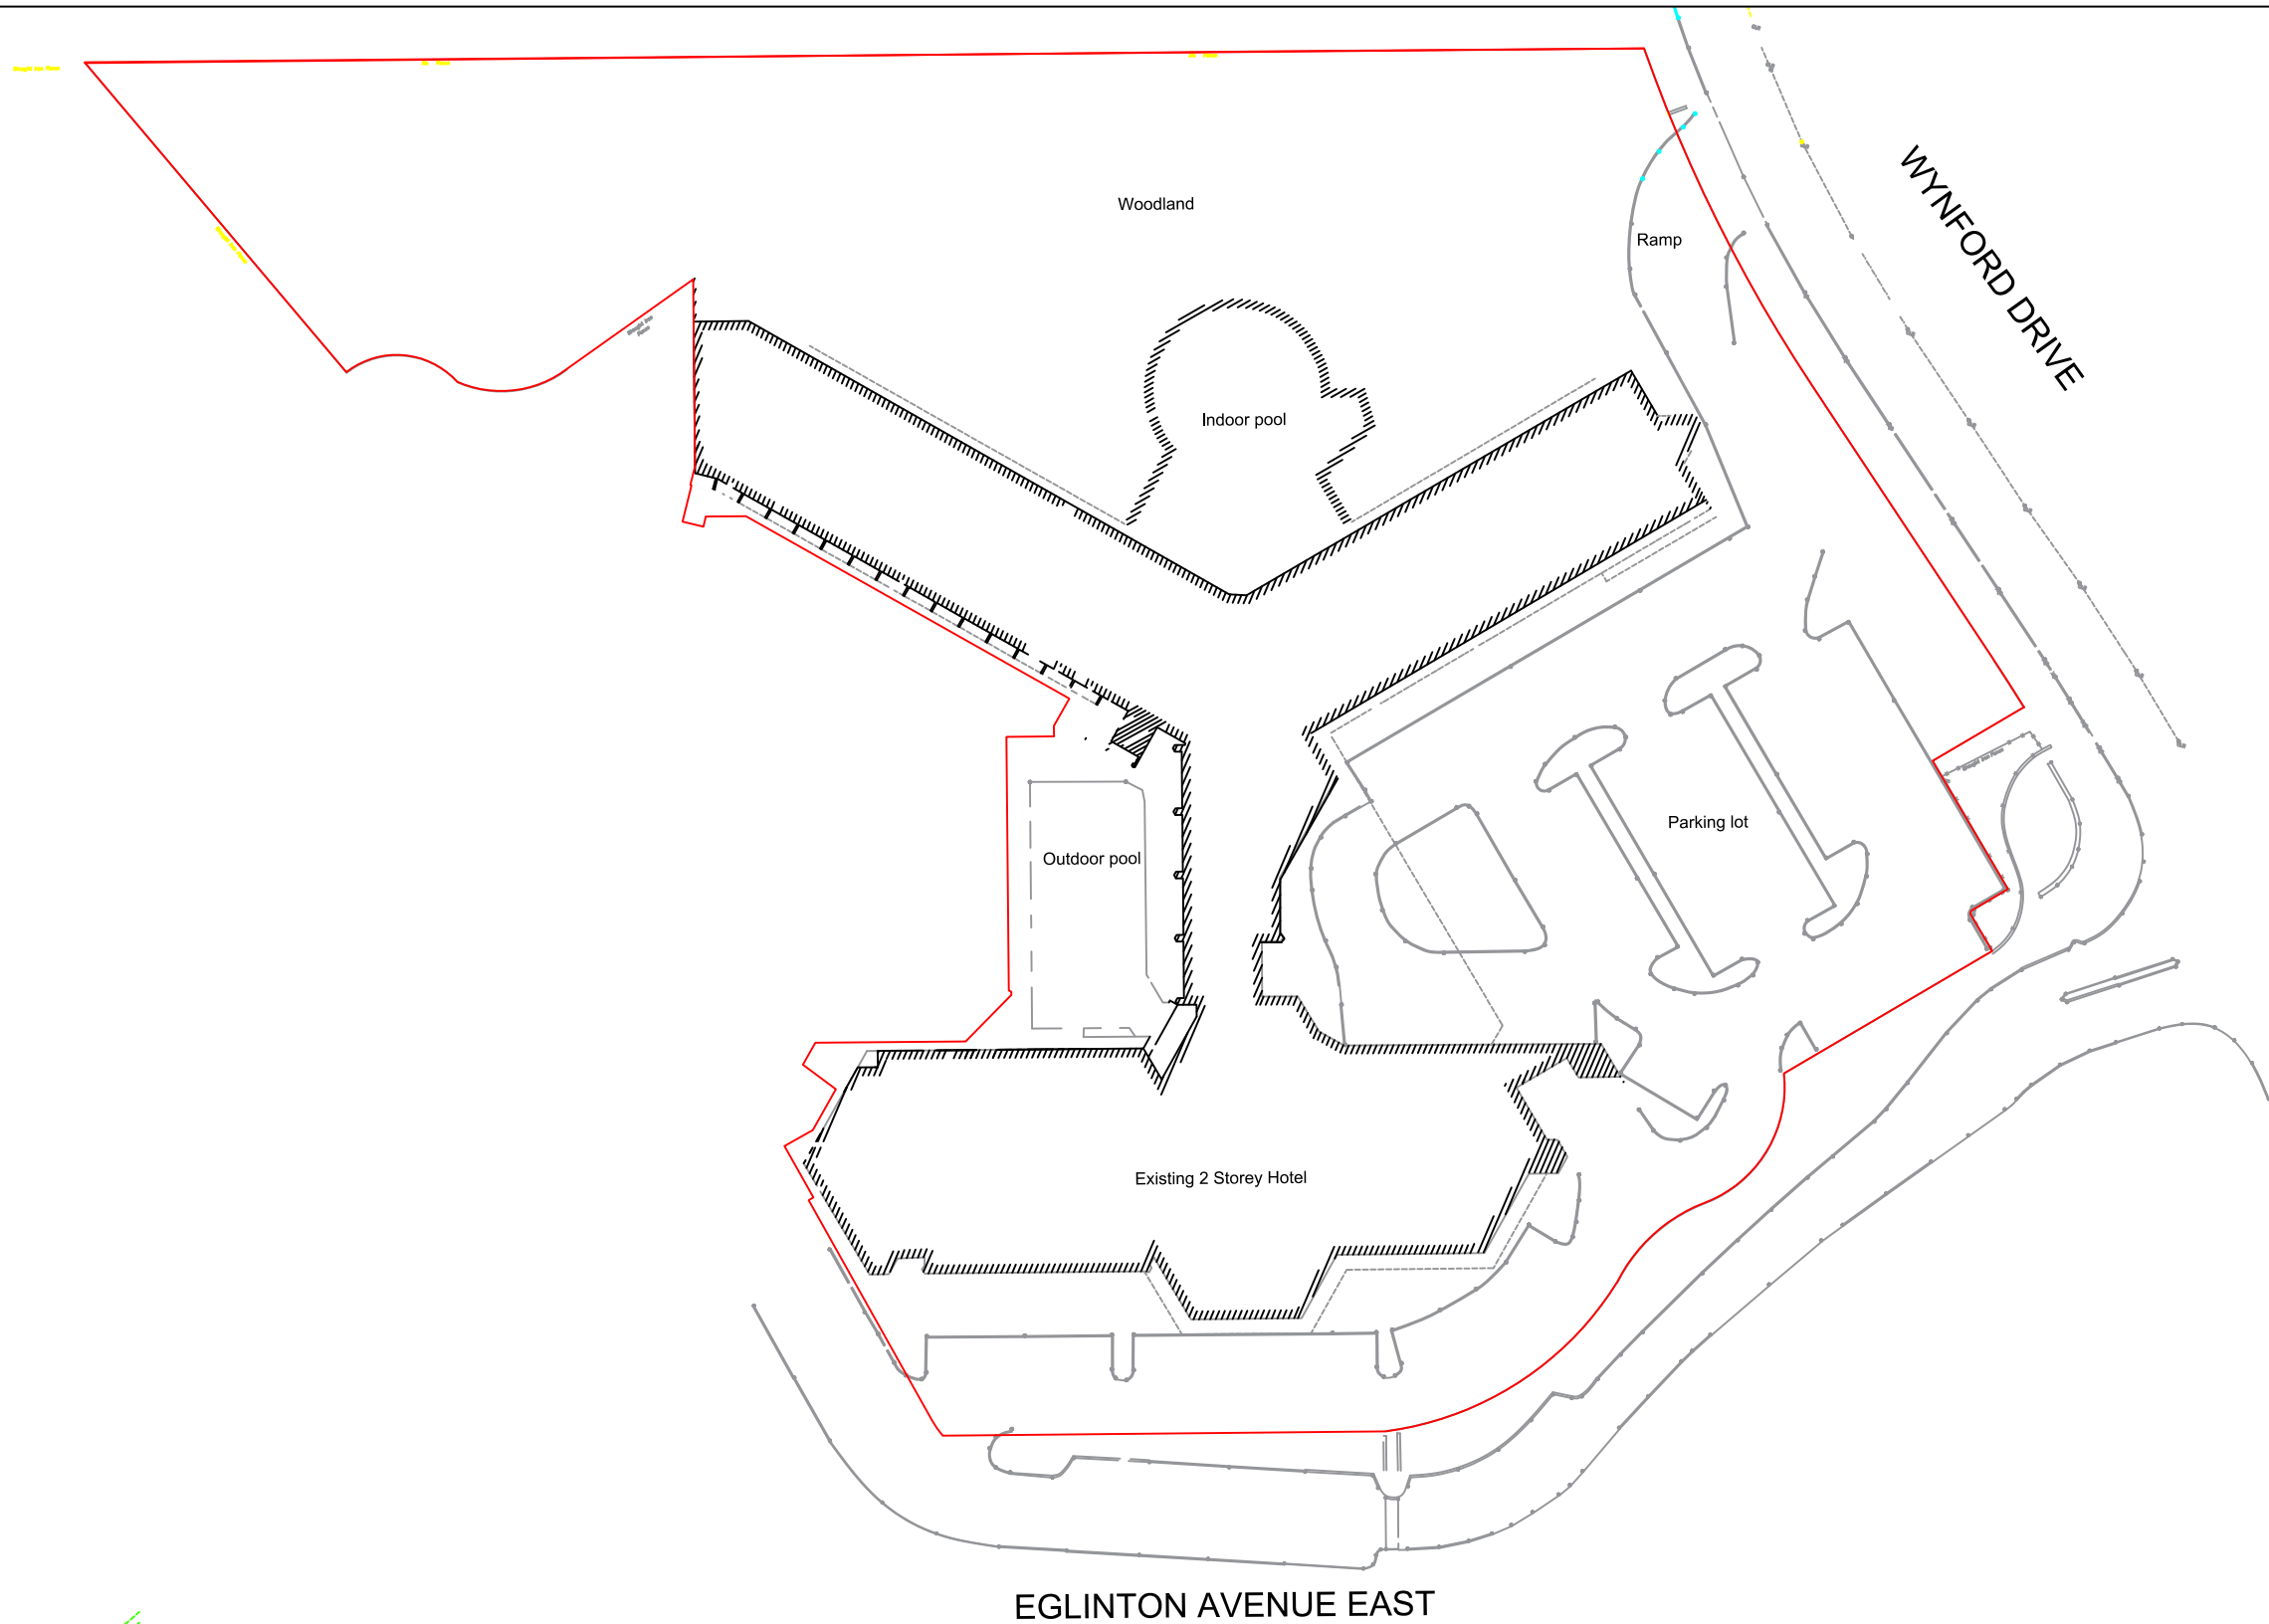 Woodland
WYNFORD DRIVE
Ramp
Indoor pool
Parking lot
Outdoor pool
Existing 2 Storey Hotel
EGLINTON AVENUE EAST